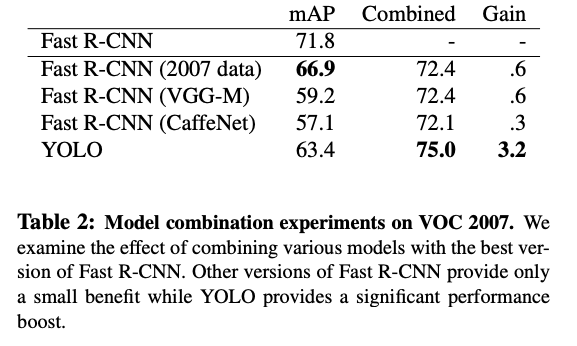 mAP Combined Gain
Fast R-CNN 71.8 - -
Fast R-CNN (2007 data) 66.9 72.4 .6
Fast R-CNN (VGG-M) 59.2 72.4 .6
Fast R-CNN (CaffeNet) 57.1 72.1 .3
YOLO 63.4 75.0 3.2
Table 2: Model combination experiments on VOC 2007. We
examine the effect of combining various models with the best ver-
sion of Fast R-CNN. Other versions of Fast R-CNN provide only
a small benefit while YOLO provides a significant performance
boost.